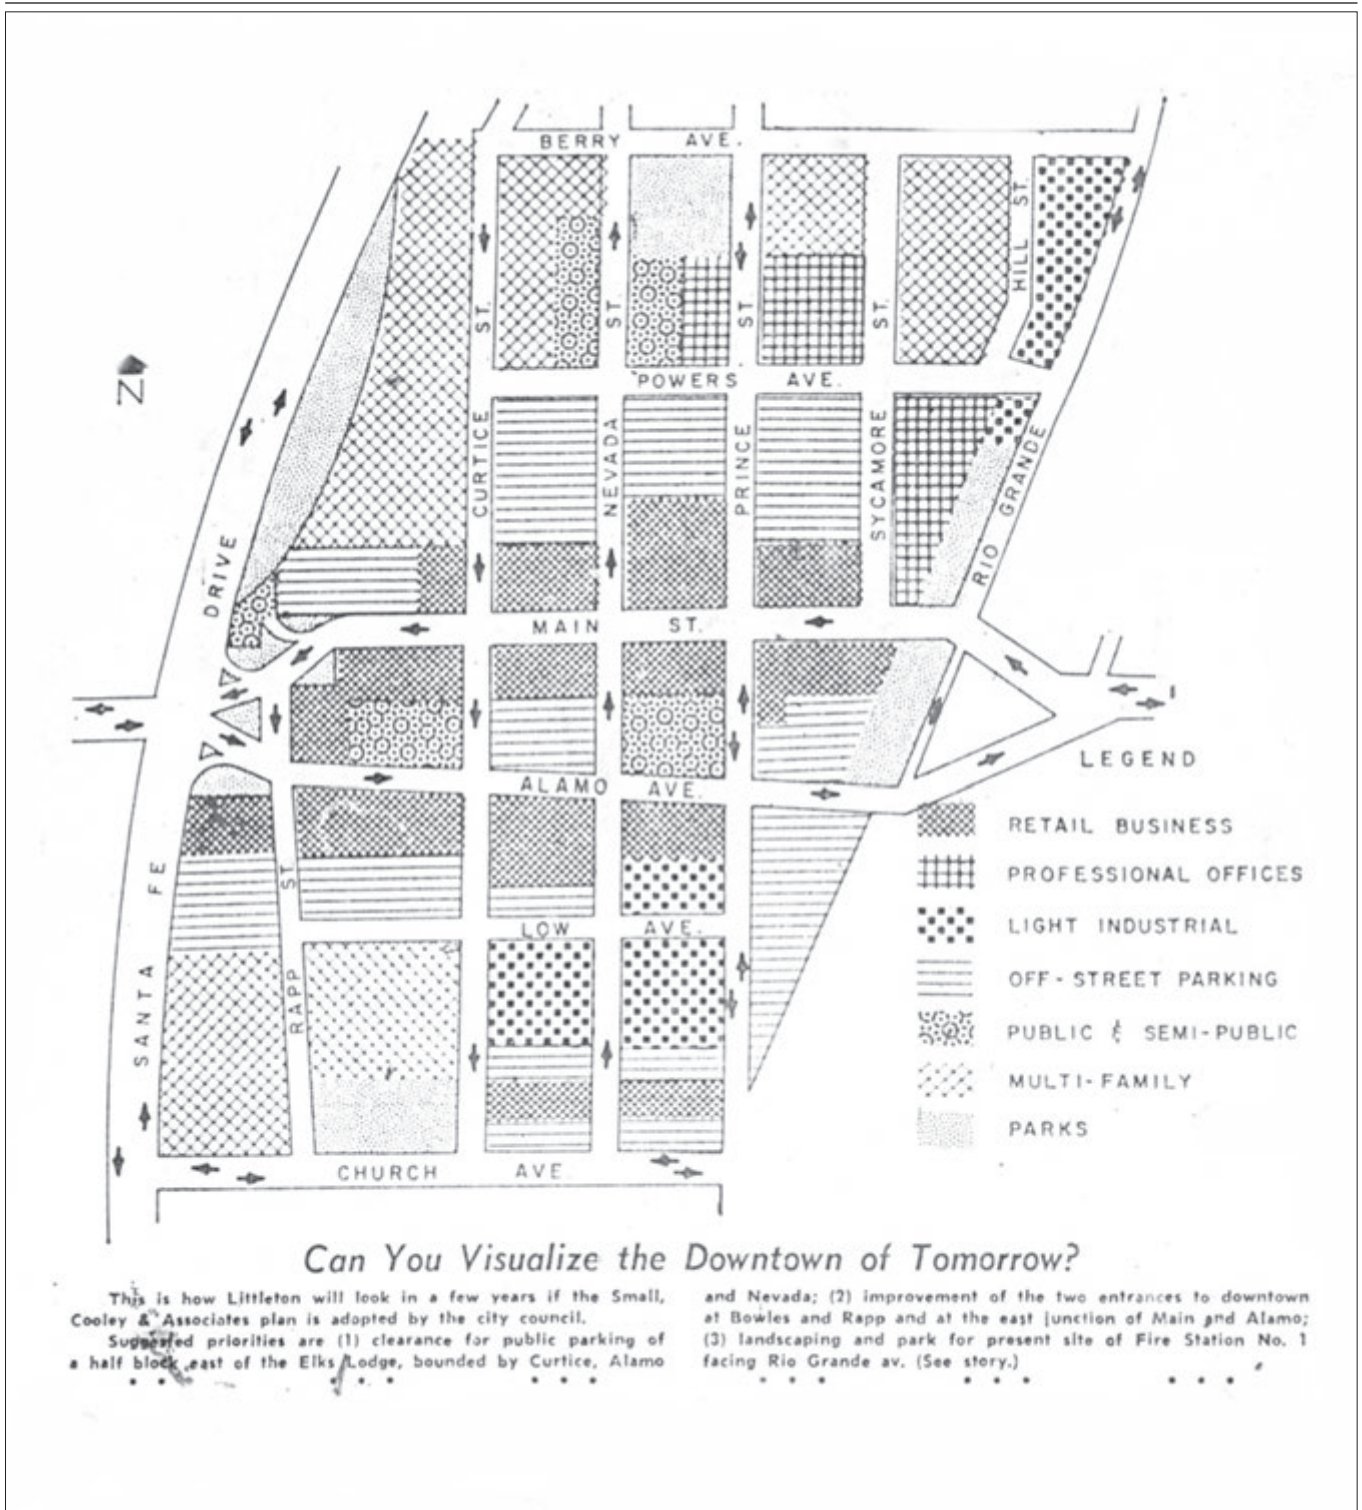 BERRY AVE.
HILL ST.
ST.
ST.
ST.
ST.
POWERS AVE.
N
CURTICE
NEVADA
PRINCE
SYCAMORE
RIO GRANDE
DRIVE
MAIN ST.
ALAMO AVE.
LEGEND
RETAIL BUSINESS
PROFESSIONAL OFFICES
LIGHT INDUSTRIAL
OFF-STREET PARKING
PUBLIC & SEMI-PUBLIC
MULTI-FAMILY
PARKS
SANTA FE
RAPP ST.
LOW AVE.
CHURCH AVE.
Can You Visualize the Downtown of Tomorrow?
This is how Littleton will look in a few years if the Small,
Cooley & Associates plan is adopted by the city council.
Suggested priorities are (1) clearance for public parking of
a half block east of the Elks Lodge, bounded by Curtice, Alamo
and Nevada; (2) improvement of the two entrances to downtown
at Bowles and Rapp and at the east junction of Main and Alamo;
(3) landscaping and park for present site of Fire Station No. 1
facing Rio Grande av. (See story.)